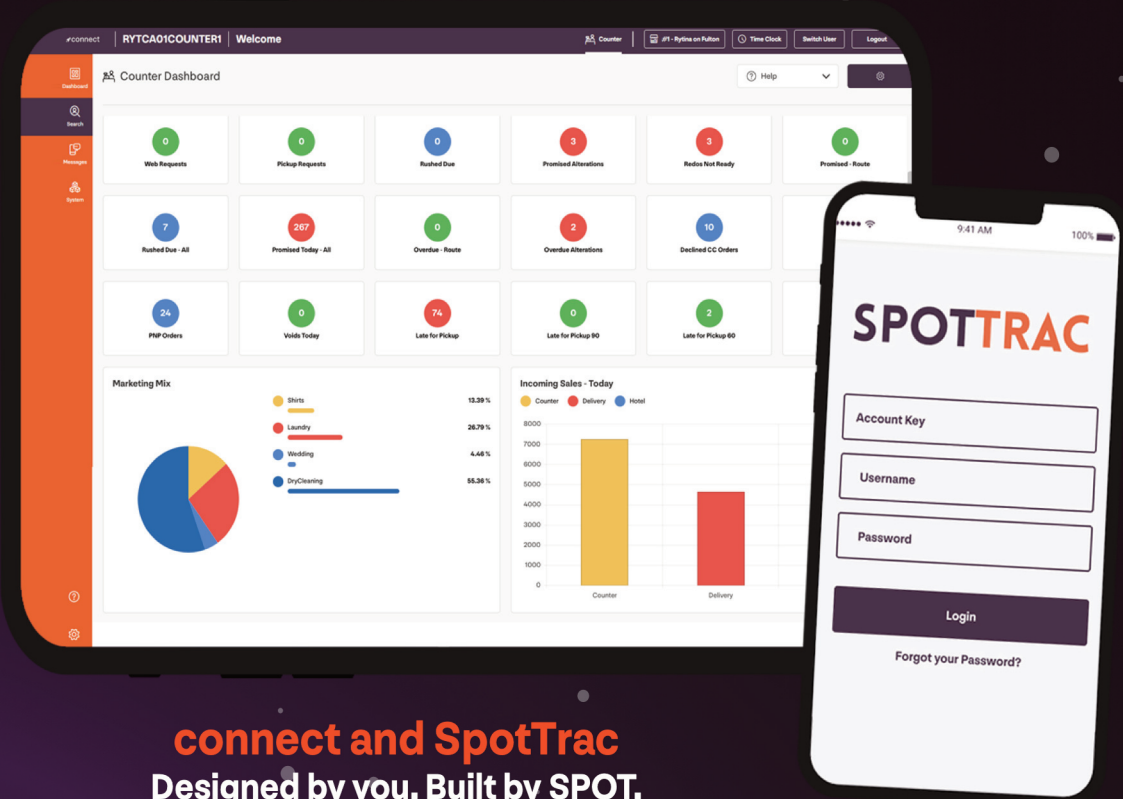 connect RYTCA01COUNTER1 Welcome Counter #1 - Rytina on Fulton Time Clock Switch User Logout
Dashboard
Search
Messages
System
Counter Dashboard Help
0 0 0 3 3 0
Web Requests Pickup Requests Rushed Due Promised Alterations Redos Not Ready Promised - Route
7 267 0 2 10
Rushed Due - All Promised Today - All Overdue - Route Overdue Alterations Declined CC Orders
24 0 74 0 2
PNP Orders Voids Today Late for Pickup Late for Pickup 90 Late for Pickup 60
Marketing Mix
Shirts 13.39 %
Laundry 26.79 %
Wedding 4.46 %
DryCleaning 55.36 %
Incoming Sales - Today
Counter Delivery Hotel
8000
7000
6000
5000
4000
3000
2000
1000
0
Counter Delivery
9:41 AM 100%
SPOTTRAC
Account Key
Username
Password
Login
Forgot your Password?
connect and SpotTrac
Designed by you. Built by SPOT.